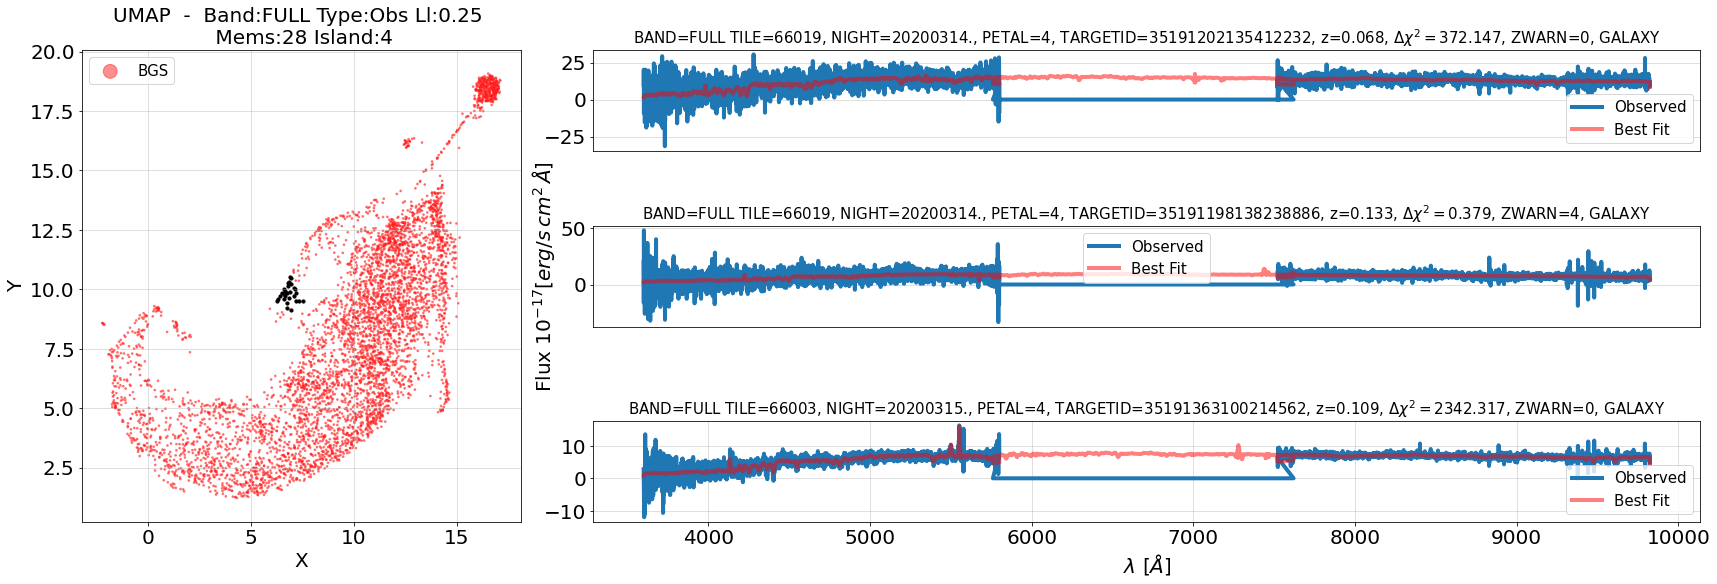 UMAP  -  Band:FULL Type:Obs Ll:0.25
Mems:28 Island:4
BGS
20.0
17.5
15.0
12.5
10.0
7.5
5.0
2.5
Y
0
5
10
15
X
BAND=FULL TILE=66019, NIGHT=20200314., PETAL=4, TARGETID=35191202135412232, z=0.068, Δχ² = 372.147, ZWARN=0, GALAXY
25
0
−25
Observed
Best Fit
BAND=FULL TILE=66019, NIGHT=20200314., PETAL=4, TARGETID=35191198138238886, z=0.133, Δχ² = 0.379, ZWARN=4, GALAXY
50
0
Observed
Best Fit
Flux 10⁻¹⁷[erg/s cm² Å]
BAND=FULL TILE=66003, NIGHT=20200315., PETAL=4, TARGETID=35191363100214562, z=0.109, Δχ² = 2342.317, ZWARN=0, GALAXY
10
0
−10
Observed
Best Fit
4000
5000
6000
7000
8000
9000
10000
λ [Å]